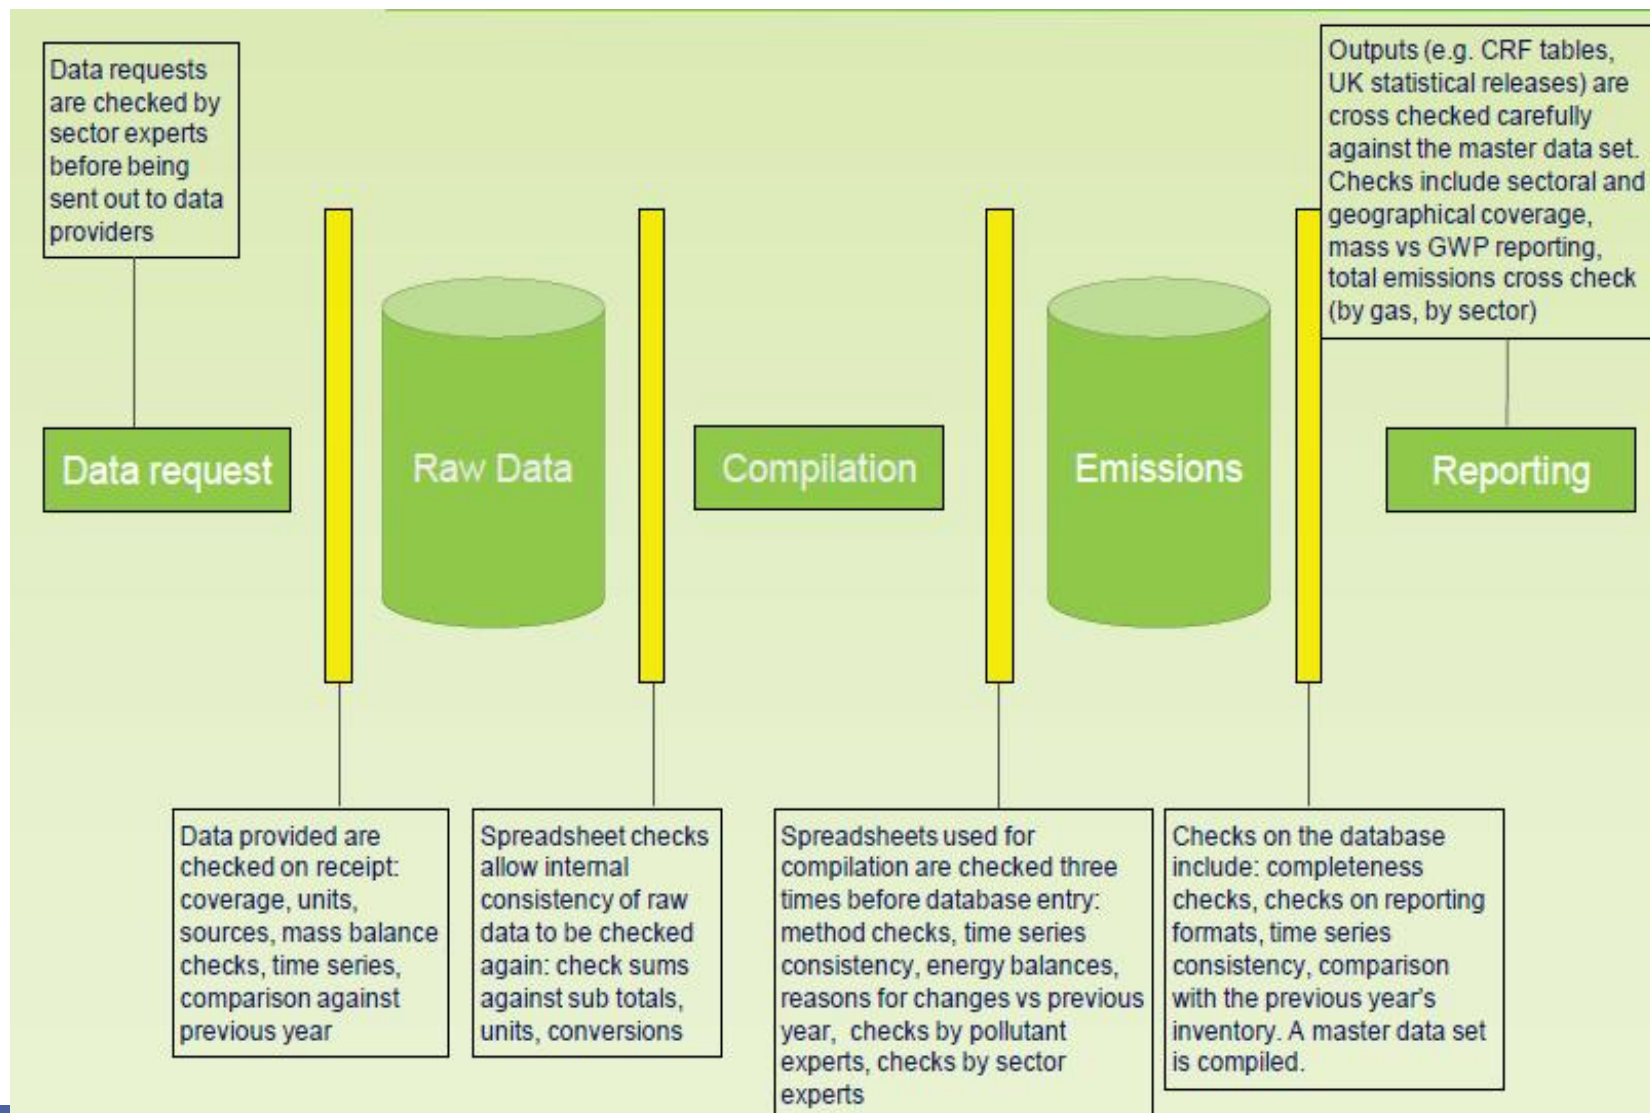 Data requests
are checked by
sector experts
before being
sent out to data
providers
Outputs (e.g. CRF tables,
UK statistical releases) are
cross checked carefully
against the master data set.
Checks include sectoral and
geographical coverage,
mass vs GWP reporting,
total emissions cross check
(by gas, by sector)
Data request
Raw Data
Compilation
Emissions
Reporting
Data provided are
checked on receipt:
coverage, units,
sources, mass balance
checks, time series,
comparison against
previous year
Spreadsheet checks
allow internal
consistency of raw
data to be checked
again: check sums
against sub totals,
units, conversions
Spreadsheets used for
compilation are checked three
times before database entry:
method checks, time series
consistency, energy balances,
reasons for changes vs previous
year, checks by pollutant
experts, checks by sector
experts
Checks on the database
include: completeness
checks, checks on reporting
formats, time series
consistency, comparison
with the previous year's
inventory. A master data set
is compiled.